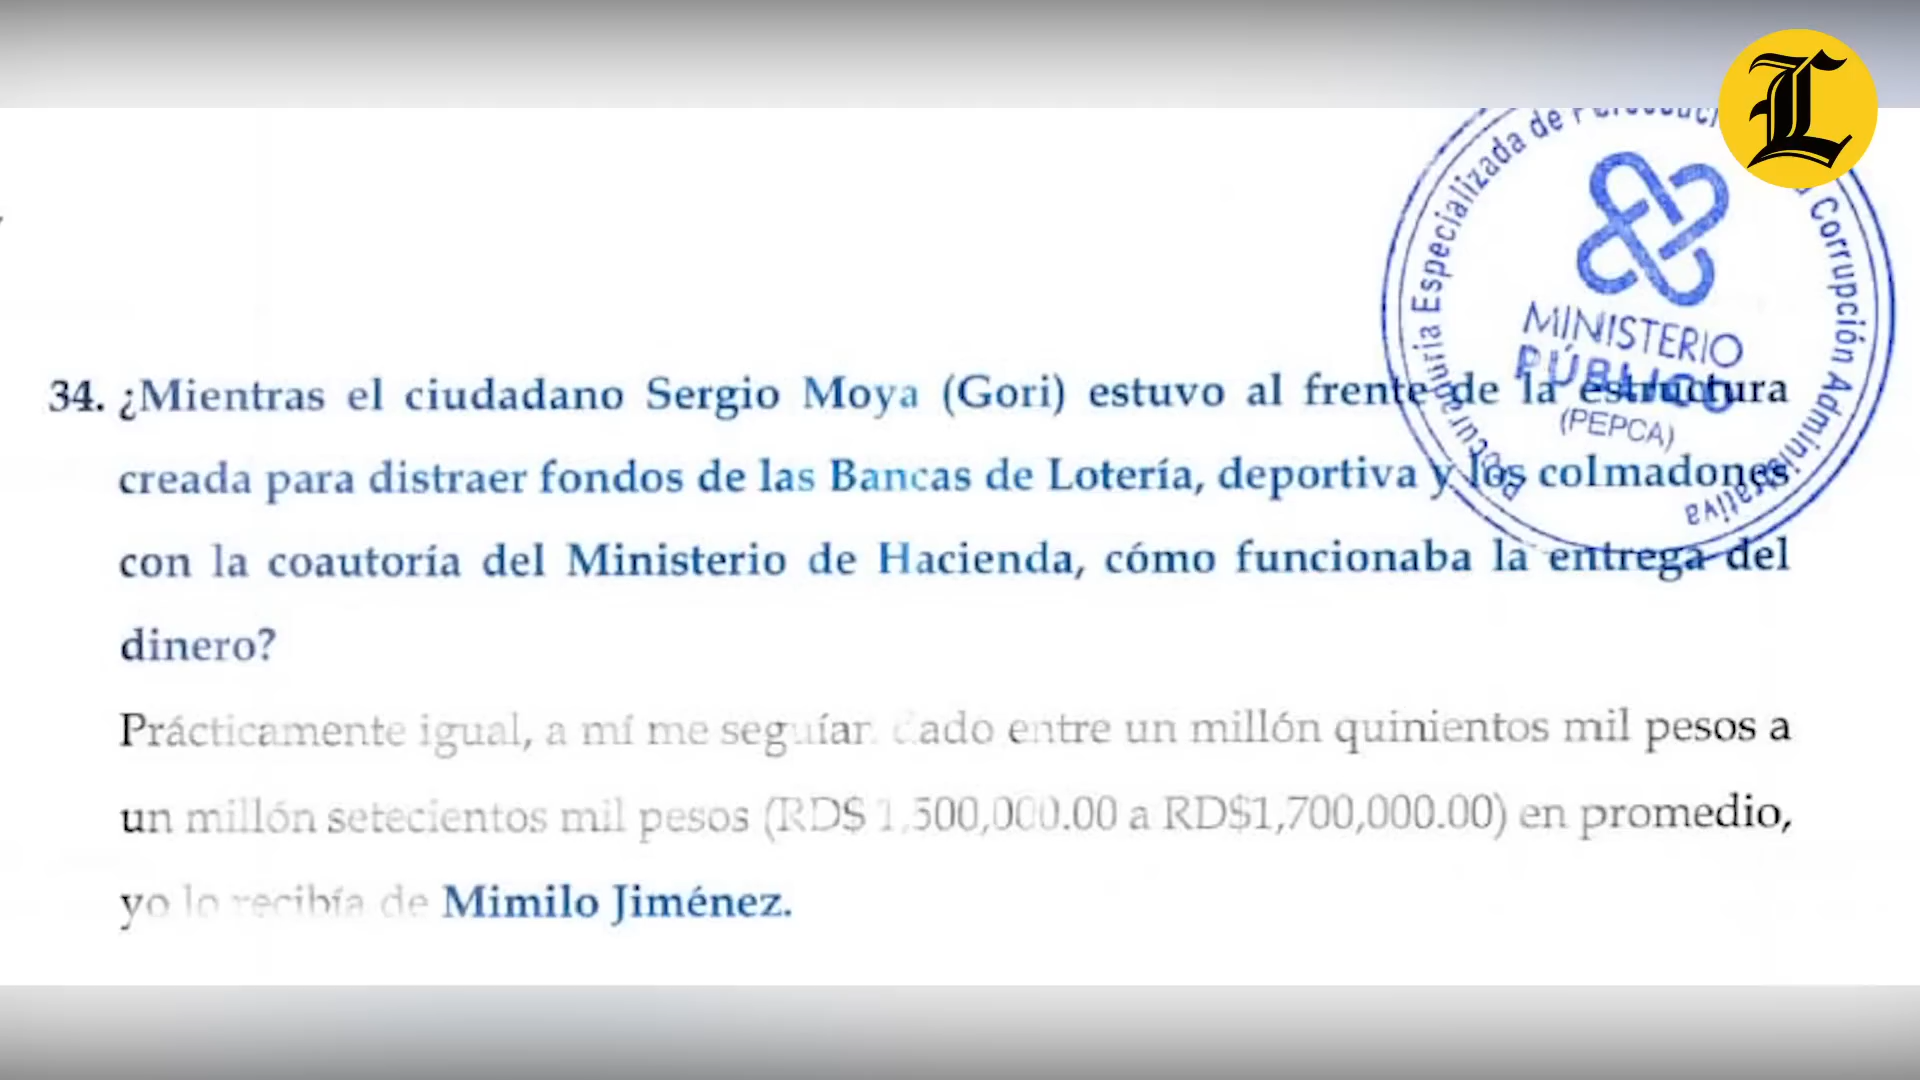 Procuraduría Especializada de Corrupción Administrativa
MINISTERIO
PÚBLICO
(PEPCA)
L
34. ¿Mientras el ciudadano Sergio Moya (Gori) estuvo al frente de la estructura
creada para distraer fondos de las Bancas de Lotería, deportiva y los colmadones
con la coautoría del Ministerio de Hacienda, cómo funcionaba la entrega del
dinero?
Prácticamente igual, a mí me seguían dado entre un millón quinientos mil pesos a
un millón setecientos mil pesos (RD$ 1,500,000.00 a RD$1,700,000.00) en promedio,
yo lo recibía de Mimilo Jiménez.